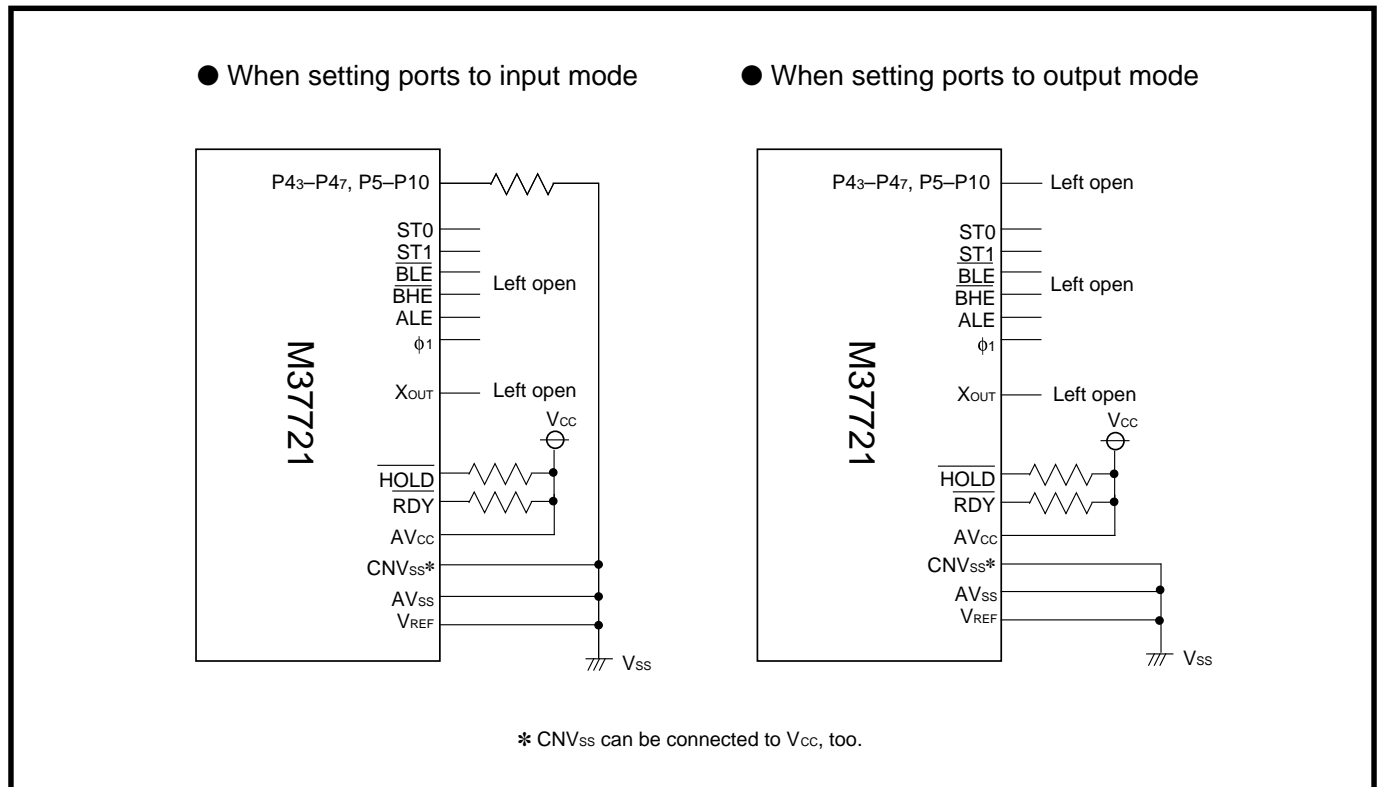 ● When setting ports to input mode
P43–P47, P5–P10
ST0
ST1
BLE
BHE
Left open
ALE
ϕ1
M37721
XOUT
Left open
VCC
HOLD
RDY
AVCC
CNVSS✽
AVSS
VREF
VSS
● When setting ports to output mode
P43–P47, P5–P10
Left open
ST0
ST1
BLE
BHE
Left open
ALE
ϕ1
M37721
XOUT
Left open
VCC
HOLD
RDY
AVCC
CNVSS✽
AVSS
VREF
VSS
✽ CNVSS can be connected to VCC, too.